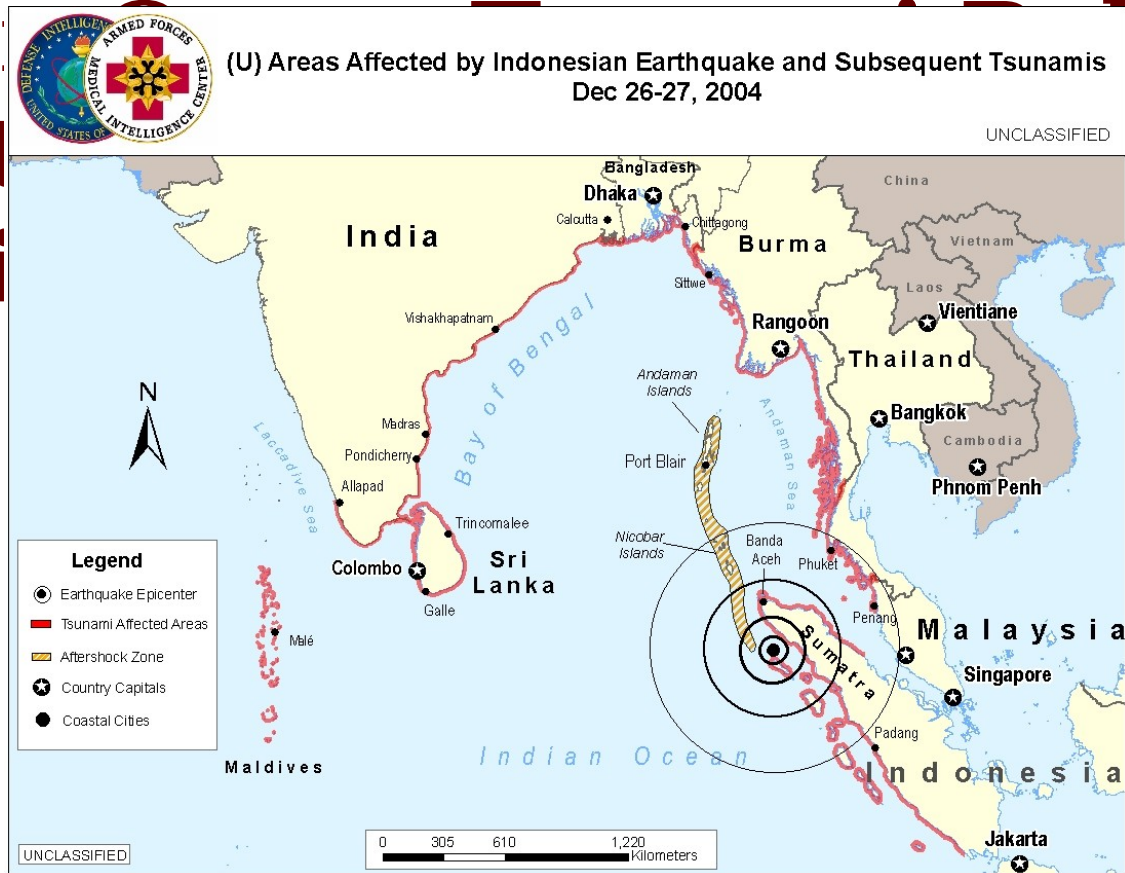 DEFENSE INTELLIGENCE
UNITED STATES OF
ARMED FORCES
MEDICAL INTELLIGENCE CENTER
(U) Areas Affected by Indonesian Earthquake and Subsequent Tsunamis
Dec 26-27, 2004
UNCLASSIFIED
Bangladesh
Dhaka
China
Calcutta
Chittagong
India
Burma
Vietnam
Sittwe
Laos
Vientiane
Vishakhapatnam
Rangoon
Bay of Bengal
Thailand
Andaman
Islands
N
Andaman Sea
Bangkok
Madras
Laccadive Sea
Cambodia
Pondicherry
Port Blair
Phnom Penh
Allapad
Trincomalee
Nicobar
Islands
Banda
Aceh
Phuket
Sri
Lanka
Colombo
Galle
Penang
Malaysia
Malé
Sumatra
Singapore
Padang
Indian Ocean
Maldives
Indonesia
Jakarta
Legend
Earthquake Epicenter
Tsunami Affected Areas
Aftershock Zone
Country Capitals
Coastal Cities
0 305 610 1,220
Kilometers
UNCLASSIFIED